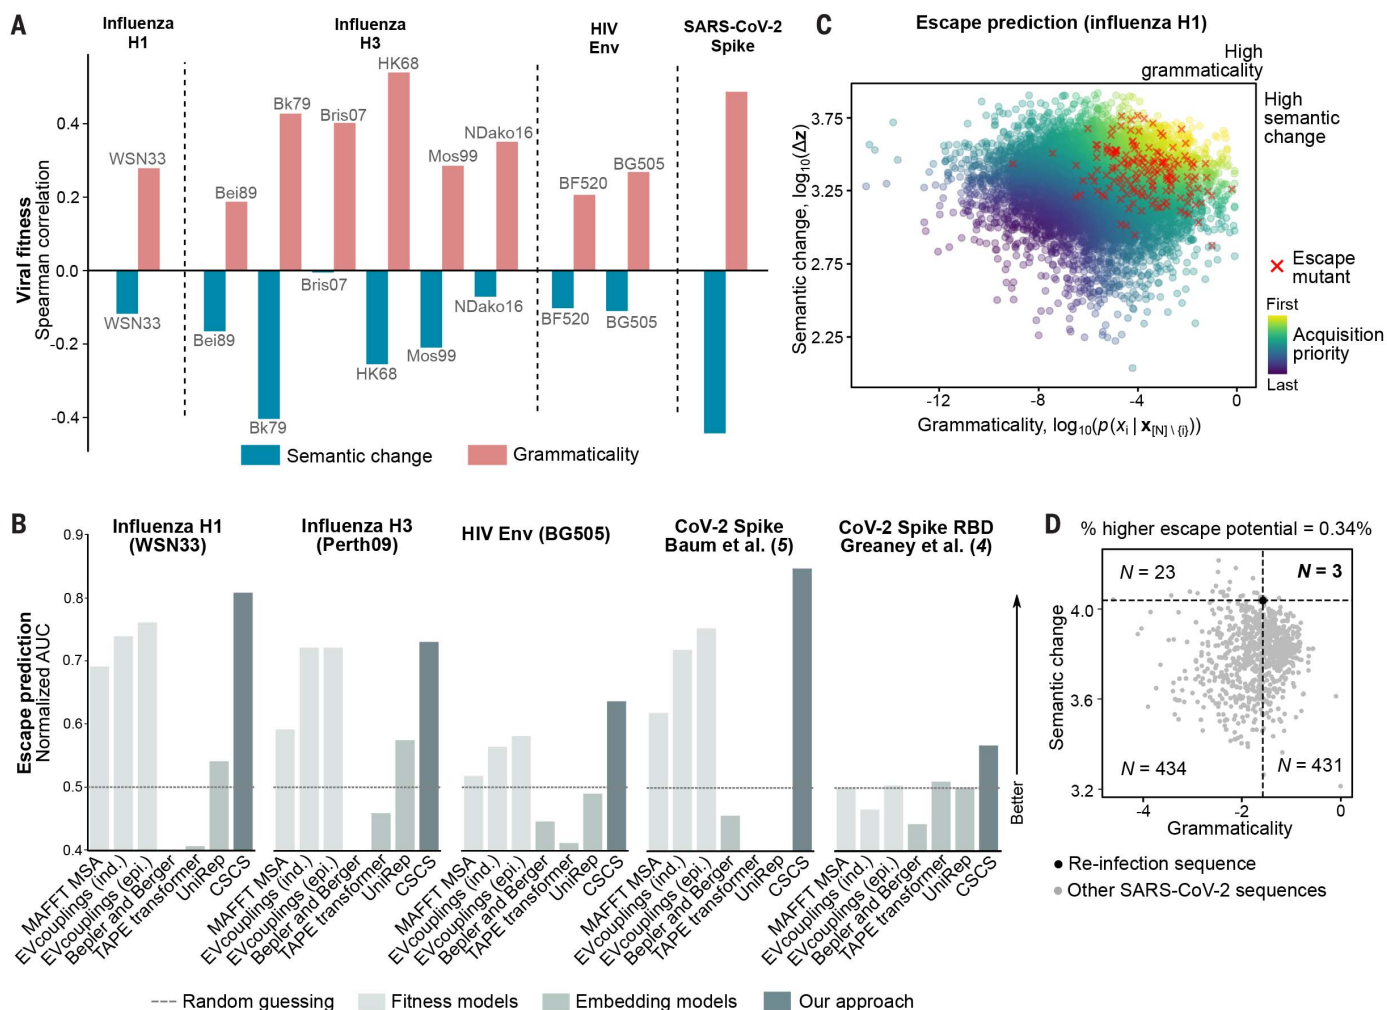 A
Influenza
H1
Influenza
H3
HIV
Env
SARS-CoV-2
Spike
Viral fitness
Spearman correlation
0.4
0.2
0.0
-0.2
-0.4
WSN33
WSN33
Bei89
Bei89
Bk79
Bk79
Bris07
Bris07
HK68
HK68
Mos99
Mos99
NDako16
NDako16
BF520
BF520
BG505
BG505
Semantic change
Grammaticality
C
Escape prediction (influenza H1)
High
grammaticality
High
semantic
change
Semantic change, log10(Δz)
3.75
3.25
2.75
2.25
-12
-8
-4
0
Grammaticality, log10(p(xi | x[N] \ {i}))
Escape
mutant
First
Acquisition
priority
Last
B
Escape prediction
Normalized AUC
0.9
0.8
0.7
0.6
0.5
0.4
Influenza H1
(WSN33)
MAFFT MSA
EVcouplings (ind.)
EVcouplings (epi.)
Bepler and Berger
TAPE transformer
UniRep
CSCS
Influenza H3
(Perth09)
MAFFT MSA
EVcouplings (ind.)
EVcouplings (epi.)
Bepler and Berger
TAPE transformer
UniRep
CSCS
HIV Env (BG505)
MAFFT MSA
EVcouplings (ind.)
EVcouplings (epi.)
Bepler and Berger
TAPE transformer
UniRep
CSCS
CoV-2 Spike
Baum et al. (5)
MAFFT MSA
EVcouplings (ind.)
EVcouplings (epi.)
Bepler and Berger
TAPE transformer
UniRep
CSCS
CoV-2 Spike RBD
Greaney et al. (4)
MAFFT MSA
EVcouplings (ind.)
EVcouplings (epi.)
Bepler and Berger
TAPE transformer
UniRep
CSCS
Better
Random guessing
Fitness models
Embedding models
Our approach
D
% higher escape potential = 0.34%
N = 23
N = 3
N = 434
N = 431
Semantic change
4.0
3.6
3.2
-4
-2
0
Grammaticality
Re-infection sequence
Other SARS-CoV-2 sequences